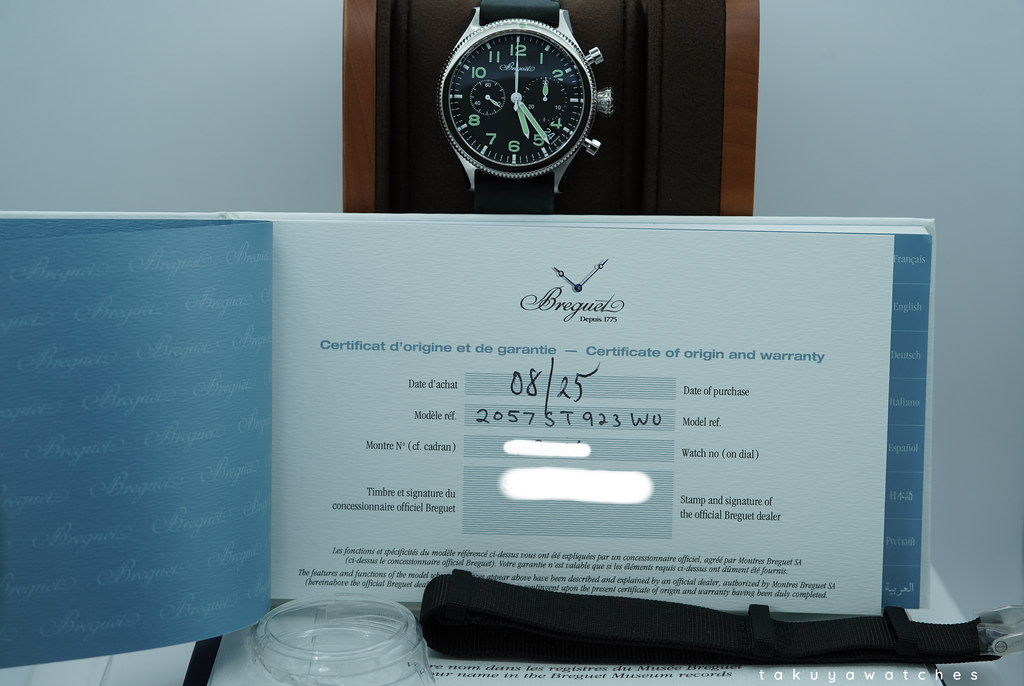 12
11
1
Breguet
10
2
60
8
4
7
5
6
Breguet
Depuis 1775
Certificat d'origine et de garantie — Certificate of origin and warranty
Date d'achat 08/25 Date of purchase
Modèle réf. 2057ST923WU Model ref.
Montre N° (cf. cadran) Watch no (on dial)
Timbre et signature du
concessionnaire officiel Breguet
Stamp and signature of
the official Breguet dealer
Les fonctions et spécificités du modèle référencé ci-dessus vous ont été expliquées par un concessionnaire officiel, agréé par Montres Breguet SA
(ci-dessus le concessionnaire officiel Breguet). Votre garantie n'est valable que si les éléments requis ci-dessus ont dûment été fournis.
The features and functions of the model appear above have been described and explained by an official dealer, authorized by Montres Breguet SA
(hereinabove the official Breguet upon the present certificate of origin and warranty having been duly completed.
Français
English
Deutsch
Italiano
Español
日本語
Русский
العربية
Breguet Breguet Breguet
nom dans les registres du Musée Breguet
name in the Breguet Museum records
takuyawatches